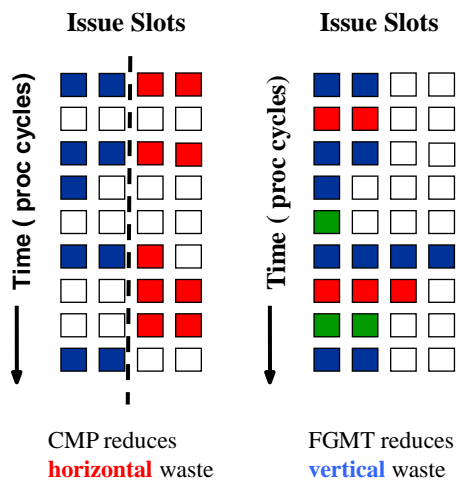 Issue Slots
Time ( proc cycles)
CMP reduces
horizontal waste
Issue Slots
Time ( proc cycles)
FGMT reduces
vertical waste